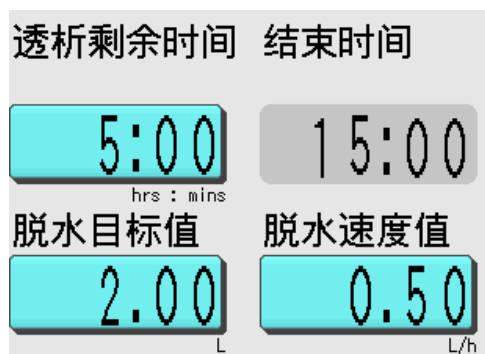 透析剩余时间 结束时间
5:00 15:00
hrs : mins
脱水目标值 脱水速度值
2.00 0.50
L L/h